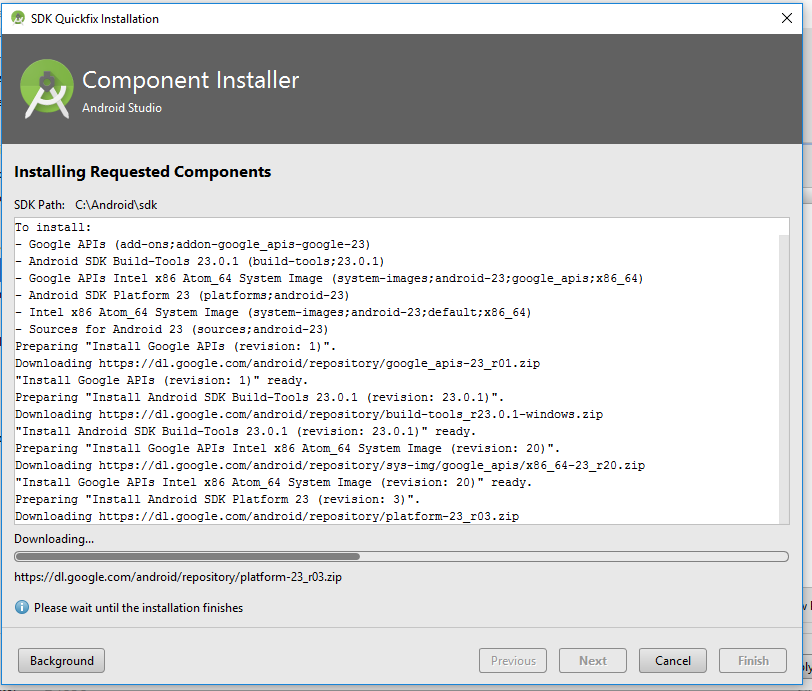 SDK Quickfix Installation
Component Installer
Android Studio
Installing Requested Components
SDK Path: C:\Android\sdk
To install:
- Google APIs (add-ons;addon-google_apis-google-23)
- Android SDK Build-Tools 23.0.1 (build-tools;23.0.1)
- Google APIs Intel x86 Atom_64 System Image (system-images;android-23;google_apis;x86_64)
- Android SDK Platform 23 (platforms;android-23)
- Intel x86 Atom_64 System Image (system-images;android-23;default;x86_64)
- Sources for Android 23 (sources;android-23)
Preparing "Install Google APIs (revision: 1)".
Downloading https://dl.google.com/android/repository/google_apis-23_r01.zip
"Install Google APIs (revision: 1)" ready.
Preparing "Install Android SDK Build-Tools 23.0.1 (revision: 23.0.1)".
Downloading https://dl.google.com/android/repository/build-tools_r23.0.1-windows.zip
"Install Android SDK Build-Tools 23.0.1 (revision: 23.0.1)" ready.
Preparing "Install Google APIs Intel x86 Atom_64 System Image (revision: 20)".
Downloading https://dl.google.com/android/repository/sys-img/google_apis/x86_64-23_r20.zip
"Install Google APIs Intel x86 Atom_64 System Image (revision: 20)" ready.
Preparing "Install Android SDK Platform 23 (revision: 3)".
Downloading https://dl.google.com/android/repository/platform-23_r03.zip
Downloading...
https://dl.google.com/android/repository/platform-23_r03.zip
Please wait until the installation finishes
Background Previous Next Cancel Finish